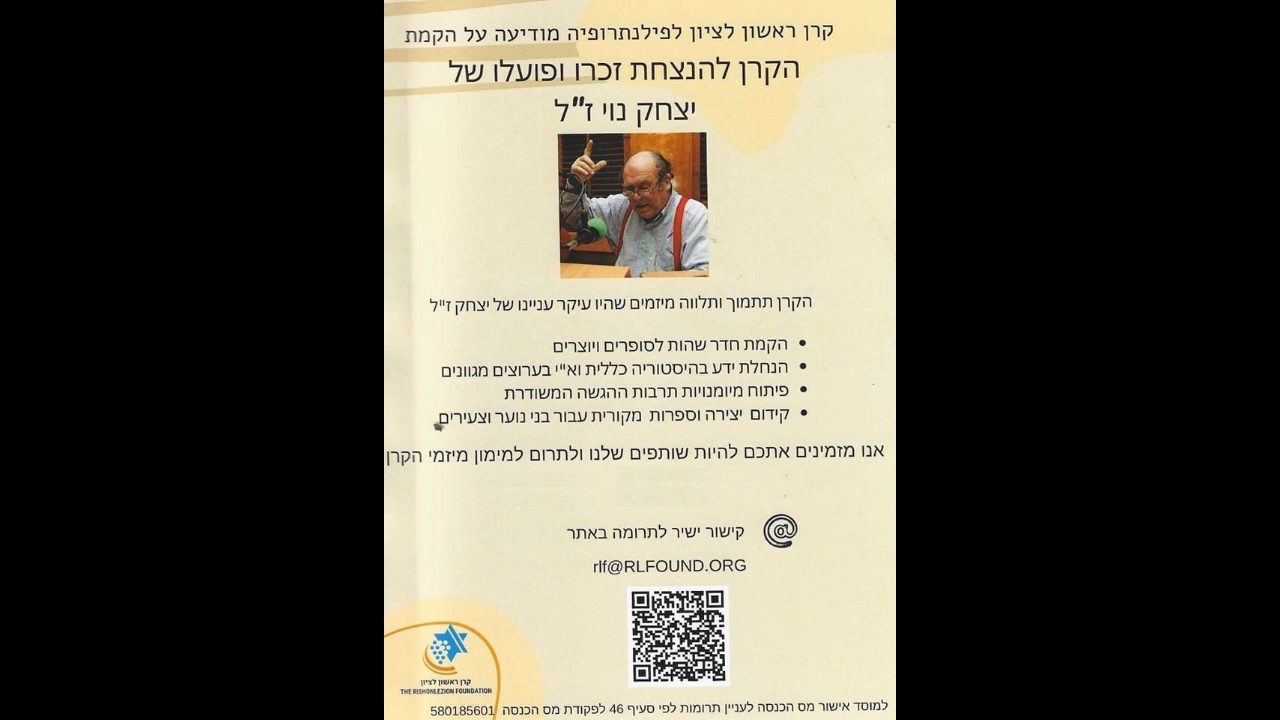 קרן ראשון לציון לפילנתרופיה מודיעה על הקמת
הקרן להנצחת זכרו ופועלו של
יצחק נוי ז"ל
הקרן תתמוך ותלווה מיזמים שהיו עיקר עניינו של יצחק ז"ל
• הקמת חדר שהות לסופרים ויוצרים
• הנחלת ידע בהיסטוריה כללית וא"י בערוצים מגוונים
• פיתוח מיומנויות תרבות ההגשה המשודרת
• קידום יצירה וספרות מקורית עבור בני נוער וצעירים
אנו מזמינים אתכם להיות שותפים שלנו ולתרום למימון מיזמי הקרן
@ קישור ישיר לתרומה באתר
rlf@RLFOUND.ORG
קרן ראשון לציון
THE RISHONLEZION FOUNDATION
למוסד אישור מס הכנסה לעניין תרומות לפי סעיף 46 לפקודת מס הכנסה 580185601